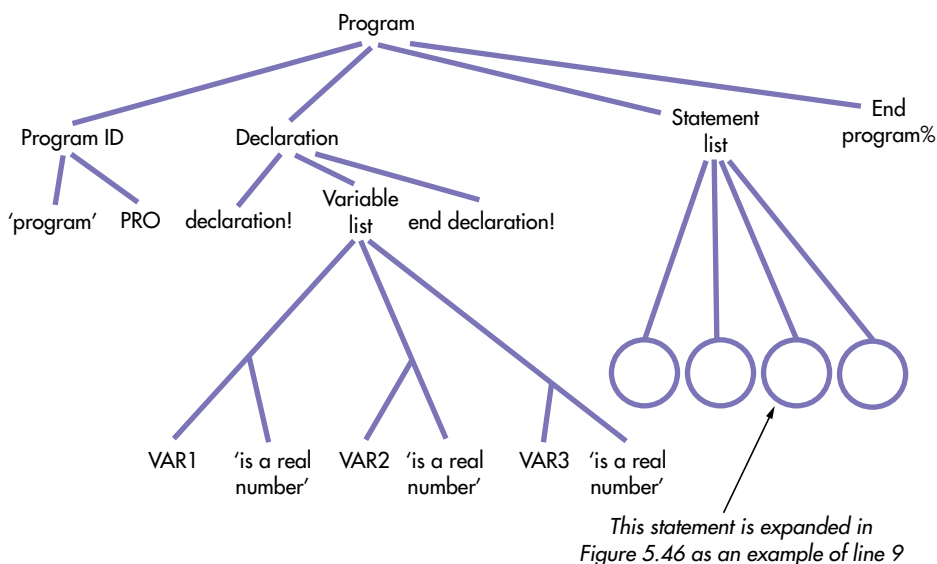 Program
Program ID
Declaration
Statement
list
End
program%
‘program’
PRO
declaration!
Variable
list
end declaration!
VAR1
‘is a real
number’
VAR2
‘is a real
number’
VAR3
‘is a real
number’
This statement is expanded in
Figure 5.46 as an example of line 9